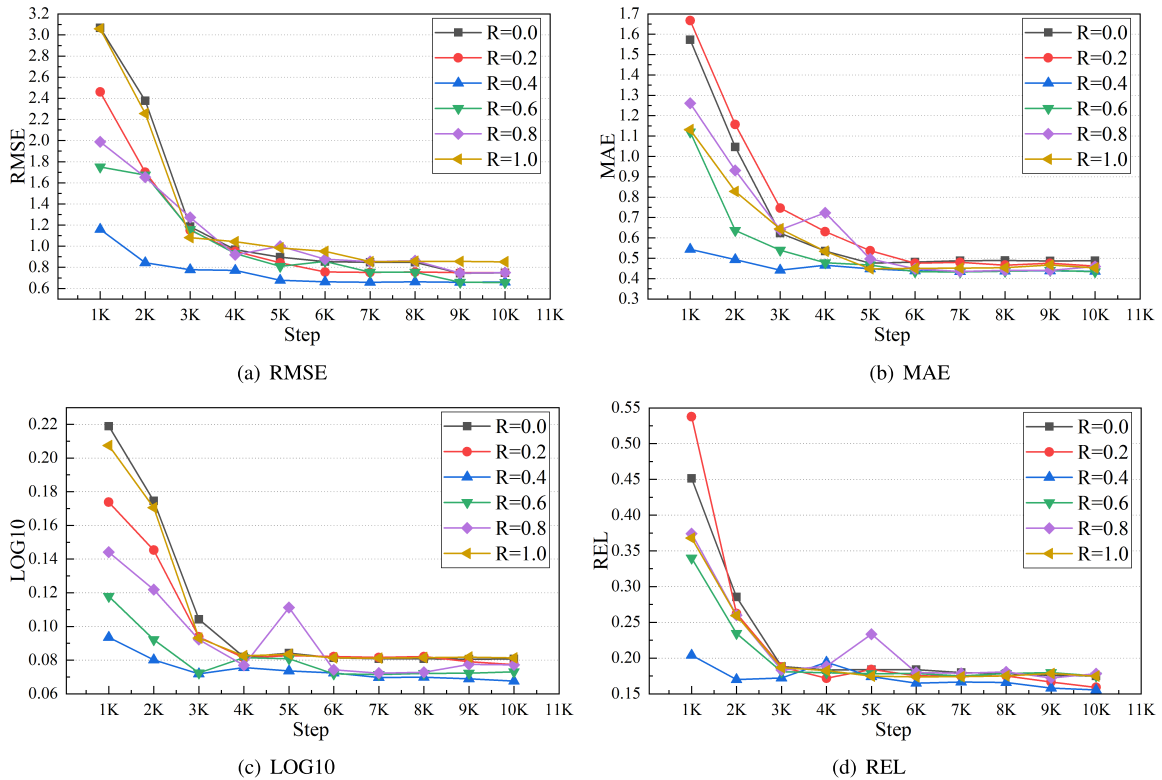 3.2
3.0
2.8
2.6
2.4
2.2
2.0
1.8
1.6
1.4
1.2
1.0
0.8
0.6
RMSE
1K 2K 3K 4K 5K 6K 7K 8K 9K 10K 11K
Step
R=0.0
R=0.2
R=0.4
R=0.6
R=0.8
R=1.0
(a) RMSE
1.7
1.6
1.5
1.4
1.3
1.2
1.1
1.0
0.9
0.8
0.7
0.6
0.5
0.4
0.3
MAE
1K 2K 3K 4K 5K 6K 7K 8K 9K 10K 11K
Step
R=0.0
R=0.2
R=0.4
R=0.6
R=0.8
R=1.0
(b) MAE
0.22
0.20
0.18
0.16
0.14
0.12
0.10
0.08
0.06
LOG10
1K 2K 3K 4K 5K 6K 7K 8K 9K 10K 11K
Step
R=0.0
R=0.2
R=0.4
R=0.6
R=0.8
R=1.0
(c) LOG10
0.55
0.50
0.45
0.40
0.35
0.30
0.25
0.20
0.15
REL
1K 2K 3K 4K 5K 6K 7K 8K 9K 10K 11K
Step
R=0.0
R=0.2
R=0.4
R=0.6
R=0.8
R=1.0
(d) REL